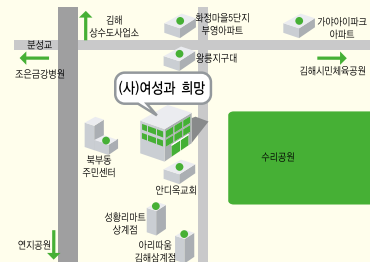 김해
상수도사업소
화정마을5단지
부영아파트
가야아이파크
아파트
분성교
왕릉지구대
조은금강병원
김해시민체육공원
(사)여성과 희망
북부동
주민센터
수리공원
안디옥교회
성황리마트
삼계점
연지공원
아리따움
김해삼계점